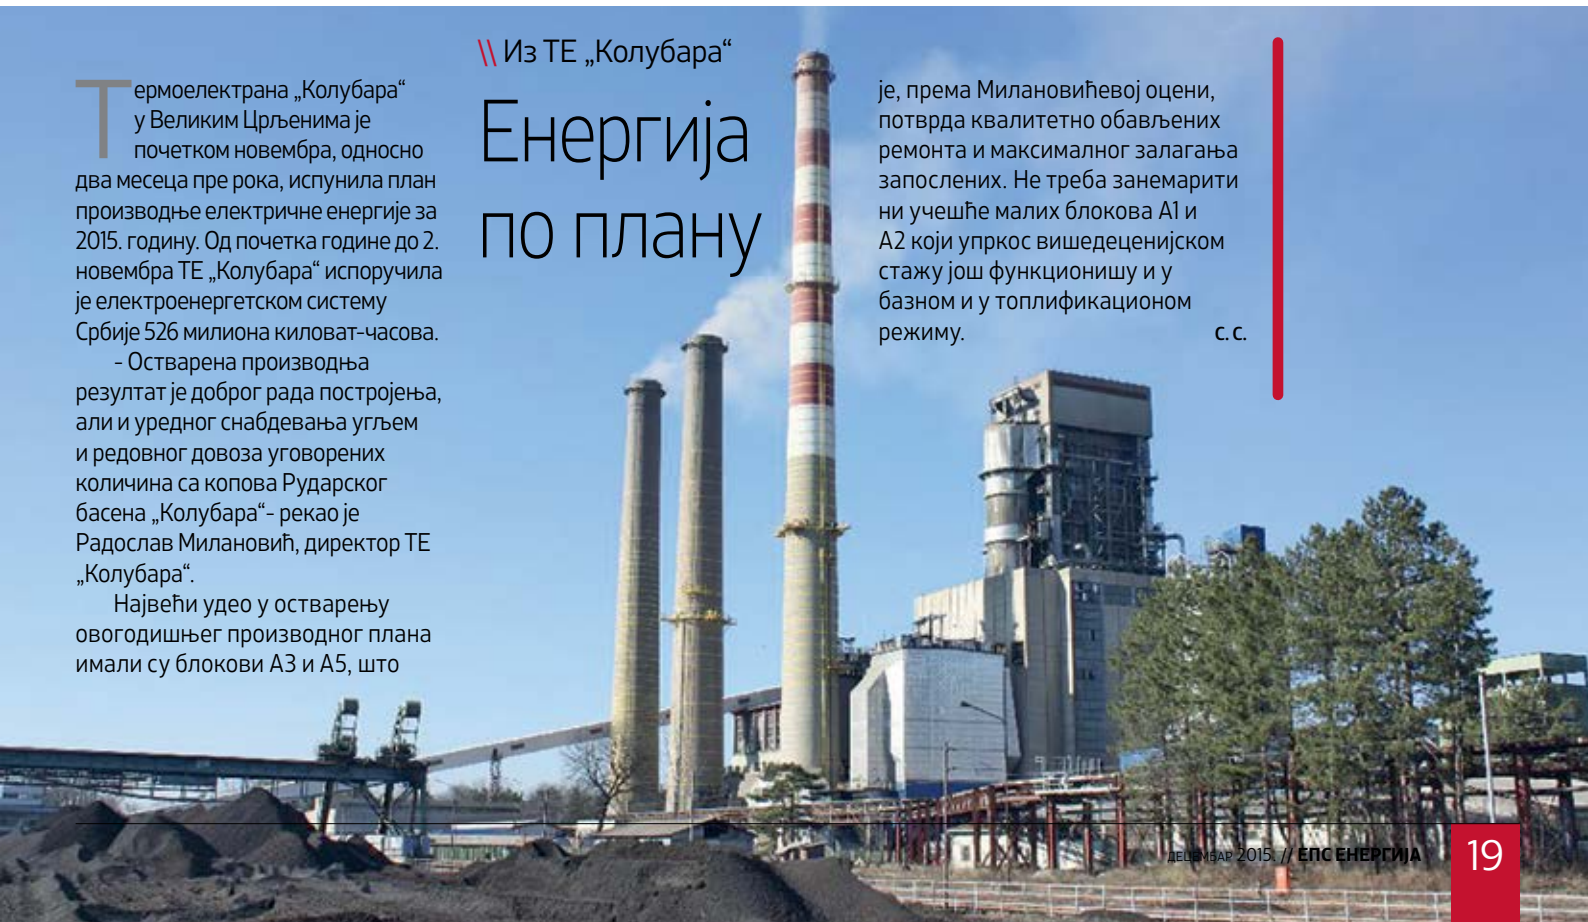 \\ Из ТЕ „Колубара“
Енергија
по плану
Термоелектрана „Колубара“
у Великим Црљенима је
почетком новембра, односно
два месеца пре рока, испунила план
производње електричне енергије за
2015. годину. Од почетка године до 2.
новембра ТЕ „Колубара“ испоручила
је електроенергетском систему
Србије 526 милиона киловат-часова.
- Остварена производња
резултат је доброг рада постројења,
али и уредног снабдевања угљем
и редовног довоза уговорених
количина са копова Рударског
басена „Колубара“- рекао је
Радослав Милановић, директор ТЕ
„Колубара“.
Највећи удео у остварењу
овогодишњег производног плана
имали су блокови А3 и А5, што
је, према Милановићевој оцени,
потврда квалитетно обављених
ремонта и максималног залагања
запослених. Не треба занемарити
ни учешће малих блокова А1 и
А2 који упркос вишедеценијском
стажу још функционишу и у
базном и у топлификационом
режиму. С. С.
ДЕЦЕМБАР 2015. // ЕПС ЕНЕРГИЈА 19